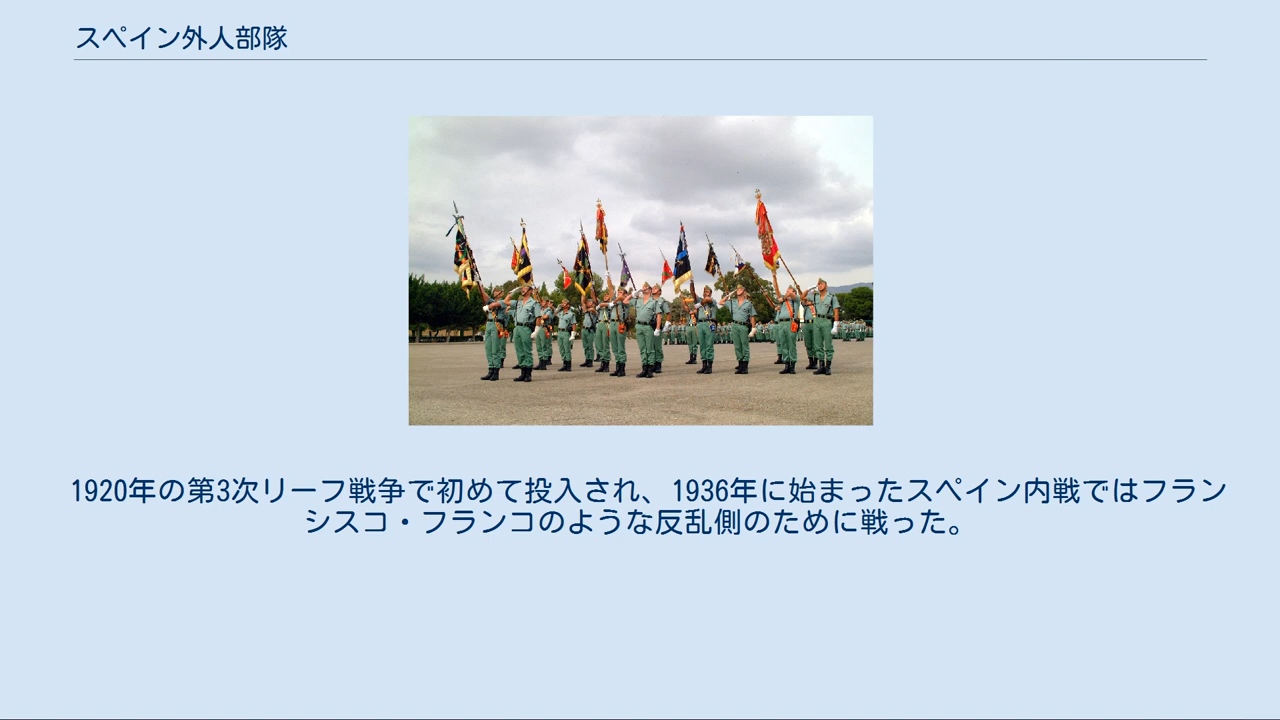 スペイン外人部隊
1920年の第3次リーフ戦争で初めて投入され、1936年に始まったスペイン内戦ではフラン
シスコ・フランコのような反乱側のために戦った。